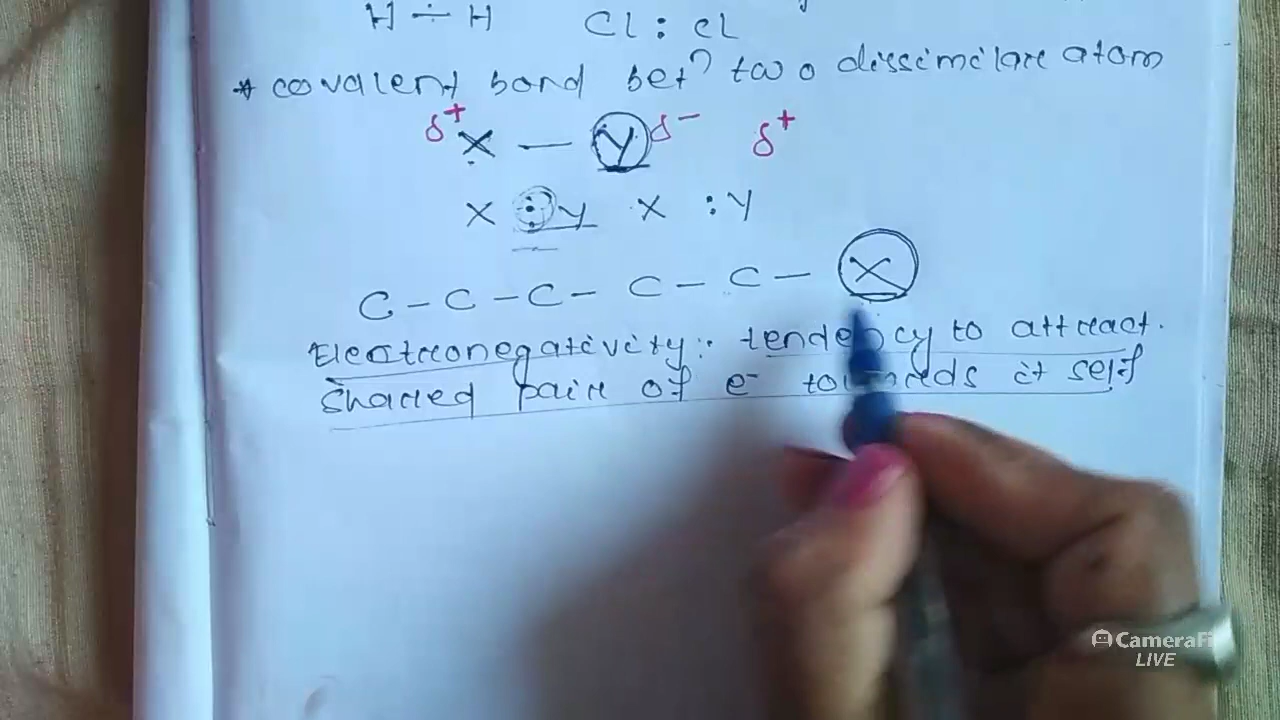 H ÷ H Cl : Cl
* covalent bond betⁿ two dissimilar atom
δ⁺ X — Y δ⁻ δ⁺
X : Y X : Y
C - C - C - C - C - X
Electronegativity: tendency to attract
shared pair of e⁻ towards it self
CameraFi
LIVE